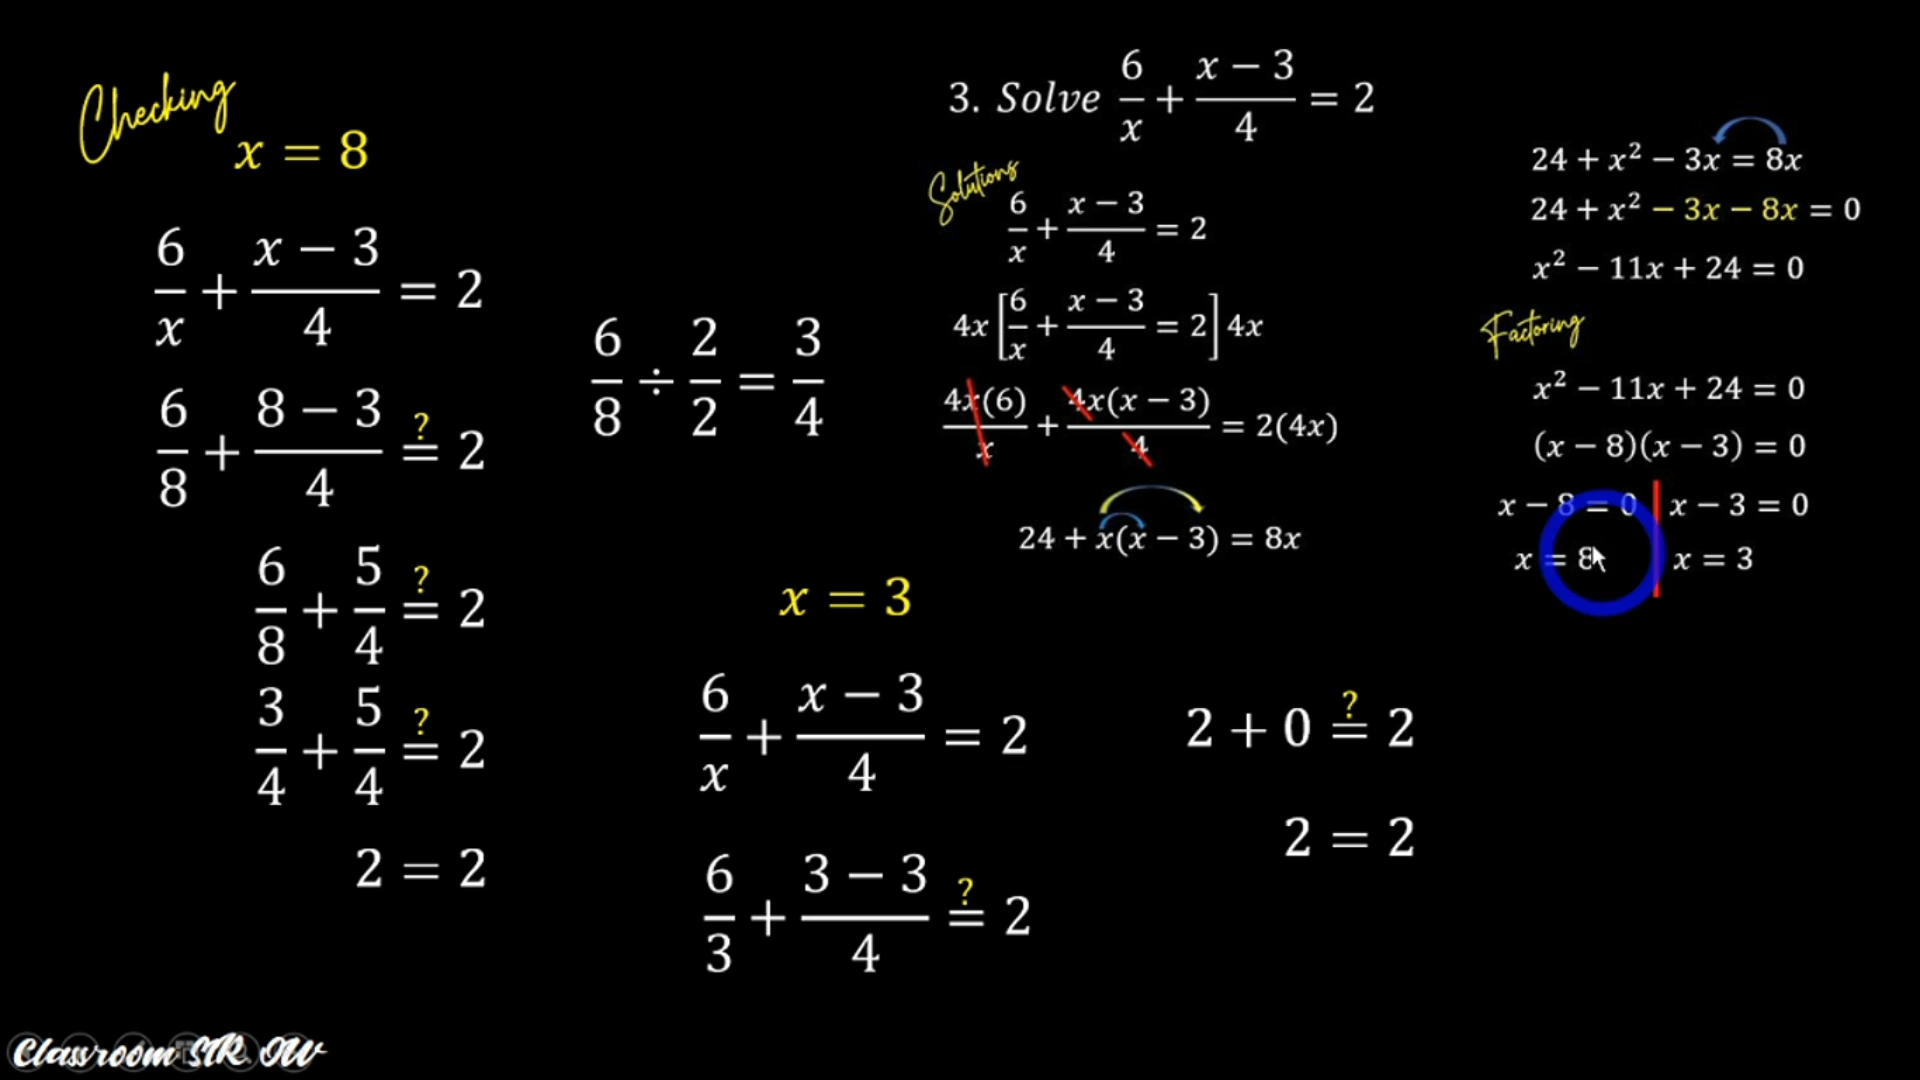 Checking
x = 8
6/x + (x − 3)/4 = 2
6/8 + (8 − 3)/4 ≟ 2
6/8 + 5/4 ≟ 2
3/4 + 5/4 ≟ 2
2 = 2
6/8 ÷ 2/2 = 3/4
3. Solve 6/x + (x − 3)/4 = 2
Solutions
6/x + (x − 3)/4 = 2
4x [6/x + (x − 3)/4 = 2] 4x
4x(6)/x + 4x(x − 3)/4 = 2(4x)
24 + x(x − 3) = 8x
24 + x² − 3x = 8x
24 + x² − 3x − 8x = 0
x² − 11x + 24 = 0
Factoring
x² − 11x + 24 = 0
(x − 8)(x − 3) = 0
x − 8 = 0 | x − 3 = 0
x = 8 | x = 3
x = 3
6/x + (x − 3)/4 = 2
6/3 + (3 − 3)/4 ≟ 2
2 + 0 ≟ 2
2 = 2
Classroom SIR OW